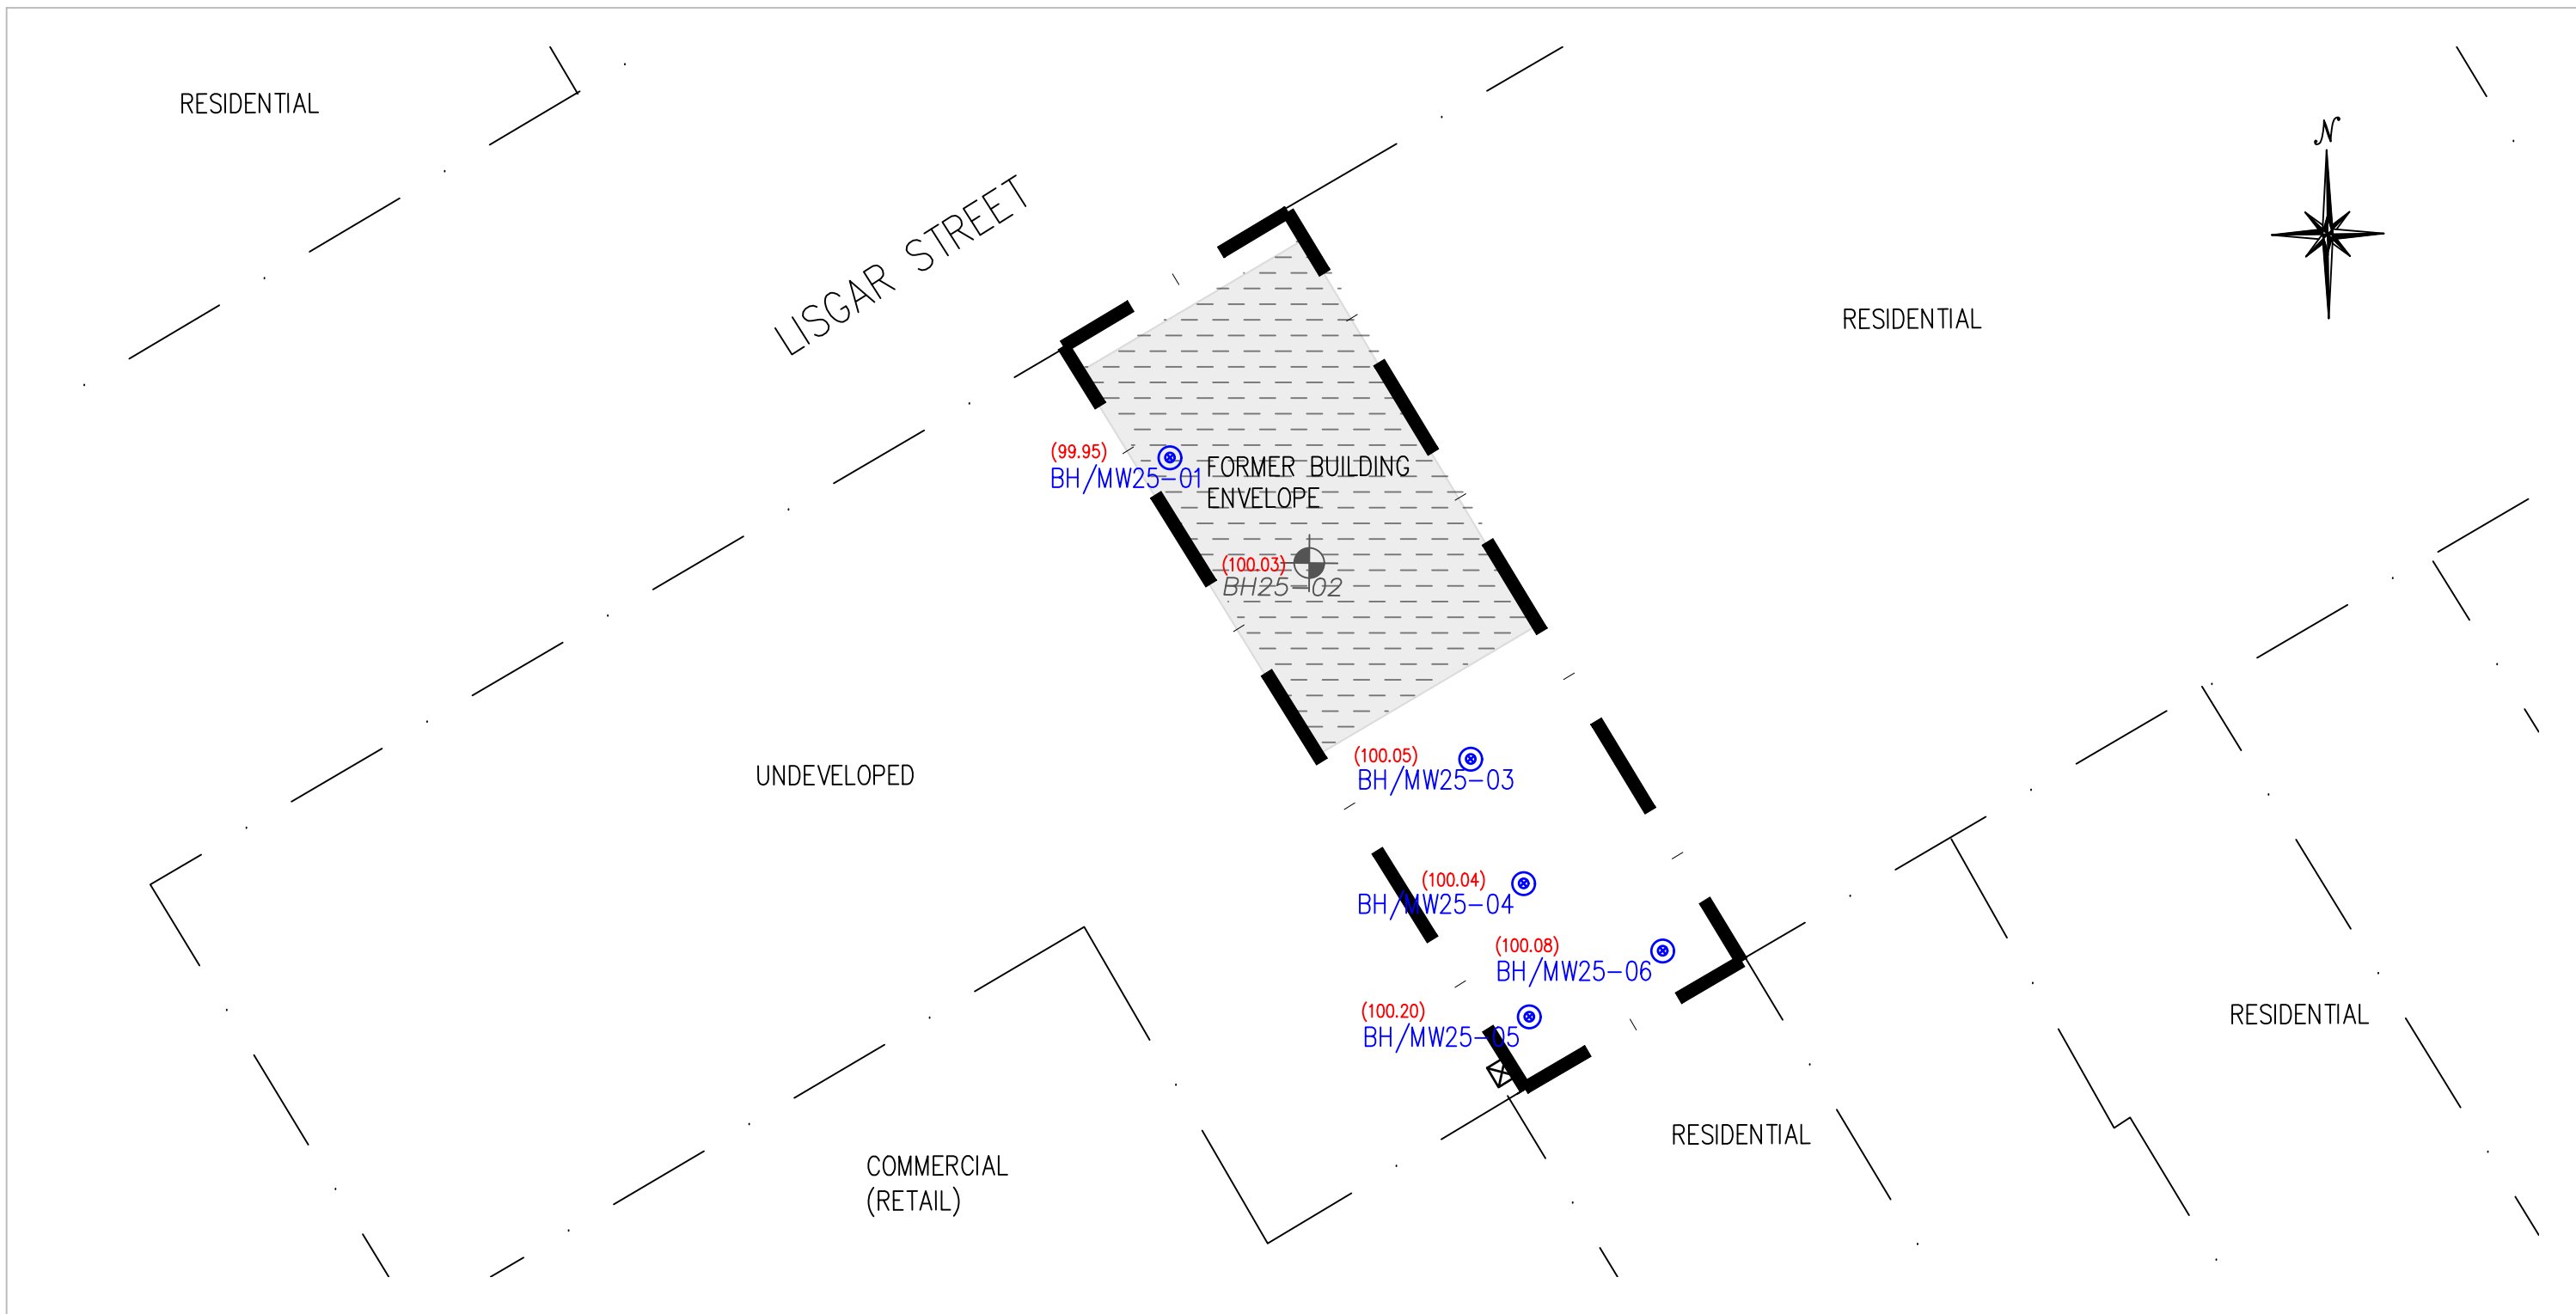 RESIDENTIAL
N
LISGAR STREET
RESIDENTIAL
(99.95)
BH/MW25-01
FORMER BUILDING
ENVELOPE
(100.03)
BH25-02
(100.05)
BH/MW25-03
UNDEVELOPED
(100.04)
BH/MW25-04
(100.08)
BH/MW25-06
(100.20)
BH/MW25-05
RESIDENTIAL
RESIDENTIAL
COMMERCIAL
(RETAIL)